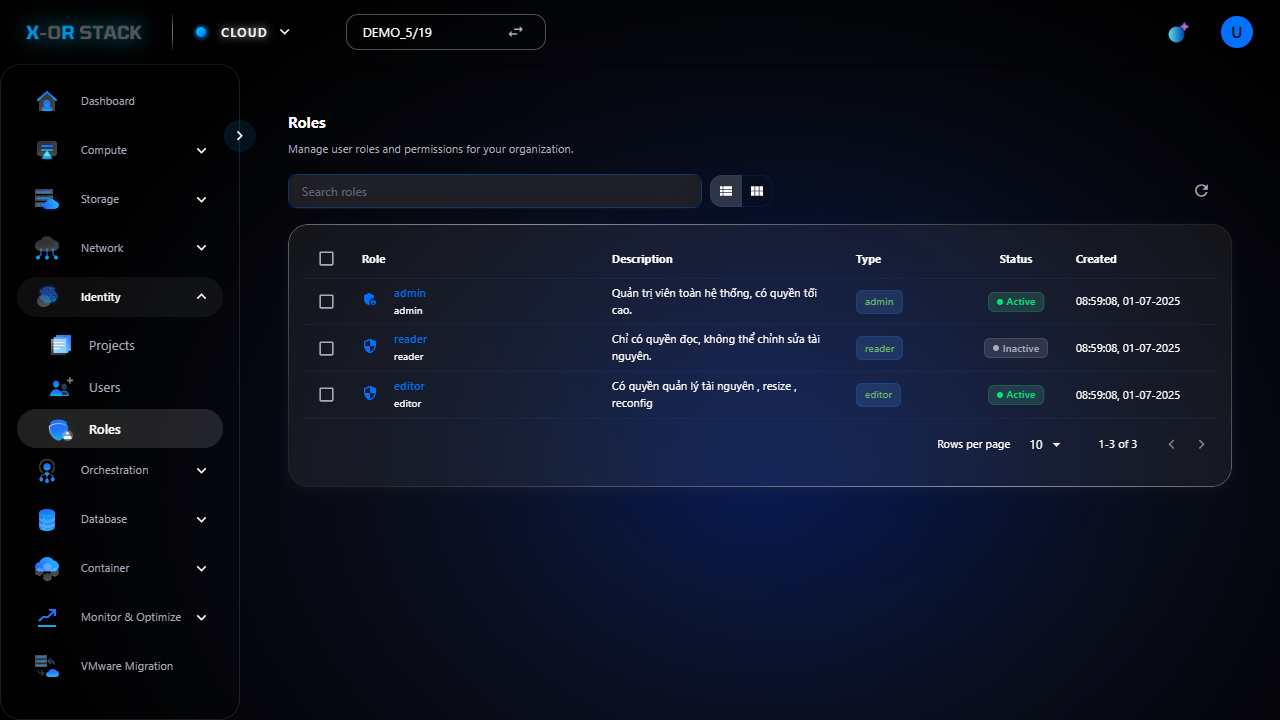 X-OR STACK
CLOUD
DEMO_5/19
U
Dashboard
Compute
Storage
Network
Identity
Projects
Users
Roles
Orchestration
Database
Container
Monitor & Optimize
VMware Migration
Roles
Manage user roles and permissions for your organization.
Search roles
Role Description Type Status Created
admin
admin
Quản trị viên toàn hệ thống, có quyền tối
cao.
admin
Active
08:59:08, 01-07-2025
reader
reader
Chỉ có quyền đọc, không thể chỉnh sửa tài
nguyên.
reader
Inactive
08:59:08, 01-07-2025
editor
editor
Có quyền quản lý tài nguyên , resize ,
reconfig
editor
Active
08:59:08, 01-07-2025
Rows per page 10 1-3 of 3